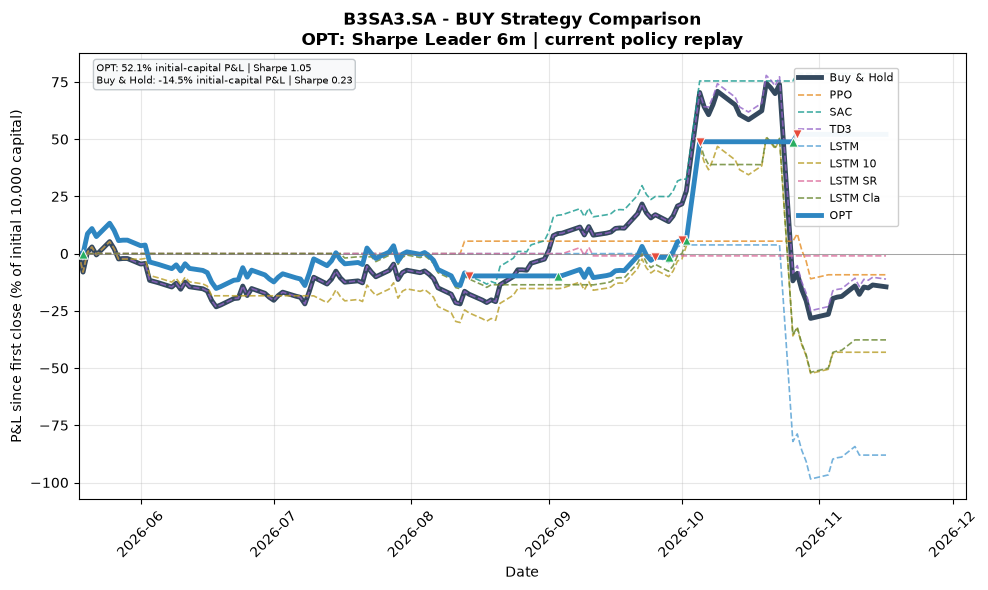 B3SA3.SA - BUY Strategy Comparison
OPT: Sharpe Leader 6m | current policy replay
OPT: 52.1% initial-capital P&L | Sharpe 1.05
Buy & Hold: -14.5% initial-capital P&L | Sharpe 0.23
Buy & Hold
PPO
SAC
TD3
LSTM
LSTM 10
LSTM SR
LSTM Cla
OPT
P&L since first close (% of initial 10,000 capital)
75
50
25
0
−25
−50
−75
−100
2026-06
2026-07
2026-08
2026-09
2026-10
2026-11
2026-12
Date